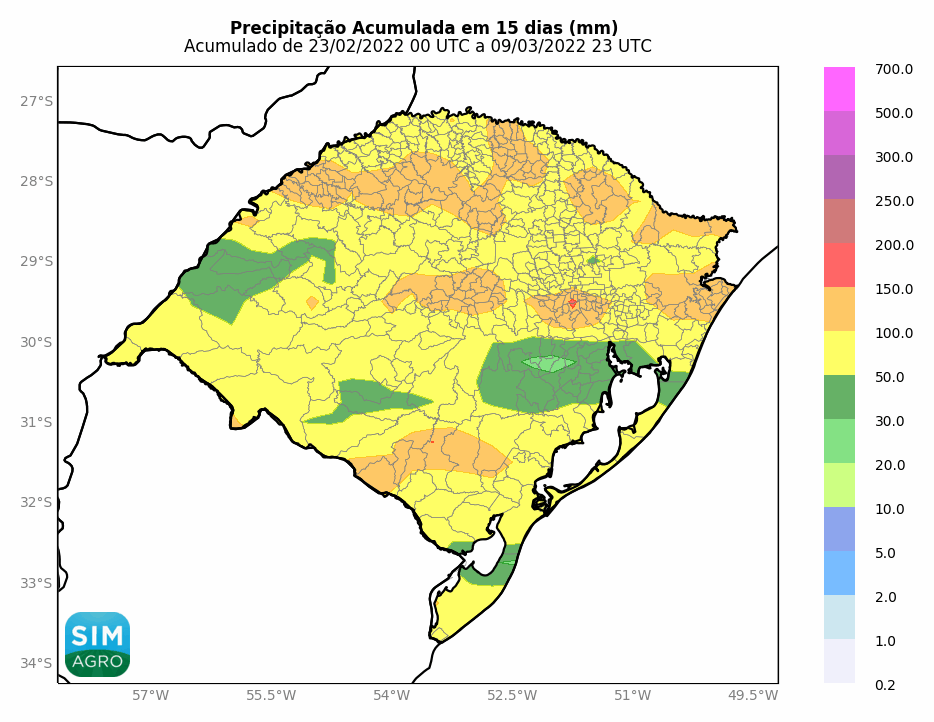 Precipitação Acumulada em 15 dias (mm)
Acumulado de 23/02/2022 00 UTC a 09/03/2022 23 UTC
27°S
28°S
29°S
30°S
31°S
32°S
33°S
34°S
57°W
55.5°W
54°W
52.5°W
51°W
49.5°W
700.0
500.0
300.0
250.0
200.0
150.0
100.0
50.0
30.0
20.0
10.0
5.0
2.0
1.0
0.2
SIM
AGRO